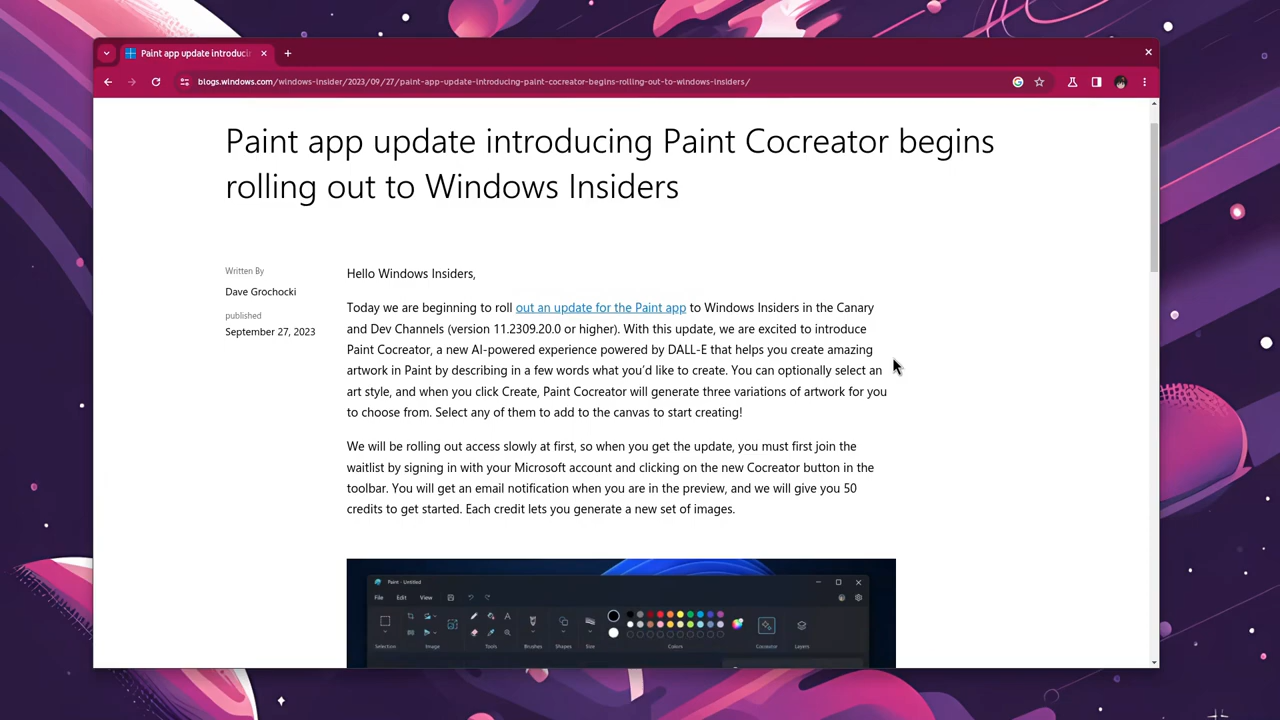 Paint app update introducin
blogs.windows.com/windows-insider/2023/09/27/paint-app-update-introducing-paint-cocreator-begins-rolling-out-to-windows-insiders/
Paint app update introducing Paint Cocreator begins
rolling out to Windows Insiders
Written By
Dave Grochocki
published
September 27, 2023
Hello Windows Insiders,
Today we are beginning to roll out an update for the Paint app to Windows Insiders in the Canary
and Dev Channels (version 11.2309.20.0 or higher). With this update, we are excited to introduce
Paint Cocreator, a new AI-powered experience powered by DALL-E that helps you create amazing
artwork in Paint by describing in a few words what you'd like to create. You can optionally select an
art style, and when you click Create, Paint Cocreator will generate three variations of artwork for you
to choose from. Select any of them to add to the canvas to start creating!
We will be rolling out access slowly at first, so when you get the update, you must first join the
waitlist by signing in with your Microsoft account and clicking on the new Cocreator button in the
toolbar. You will get an email notification when you are in the preview, and we will give you 50
credits to get started. Each credit lets you generate a new set of images.
Paint - Untitled
File Edit View
Selection Image Tools Brushes Shapes Size Colors Cocreator Layers